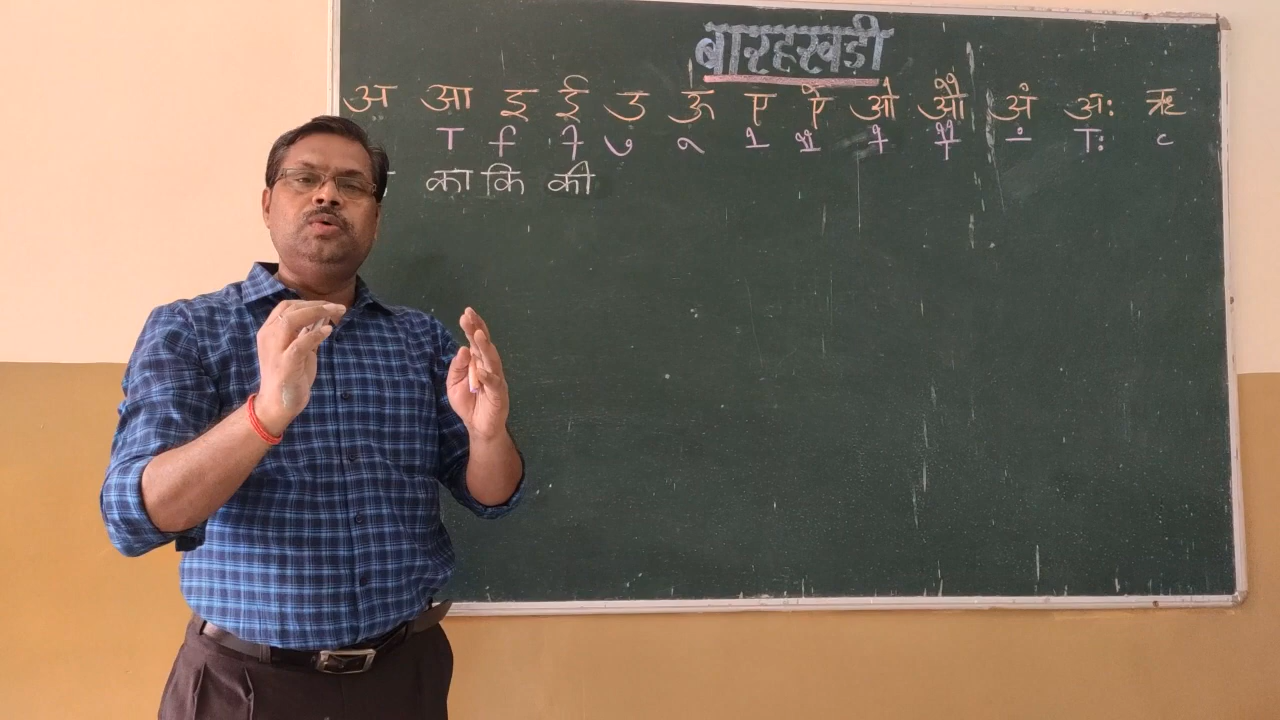 बारहखड़ी
अ आ इ ई उ ऊ ए ऐ ओ औ अं अः ऋ
ा ि ी ु ू े ै ो ौ ं ाः ृ
का कि की